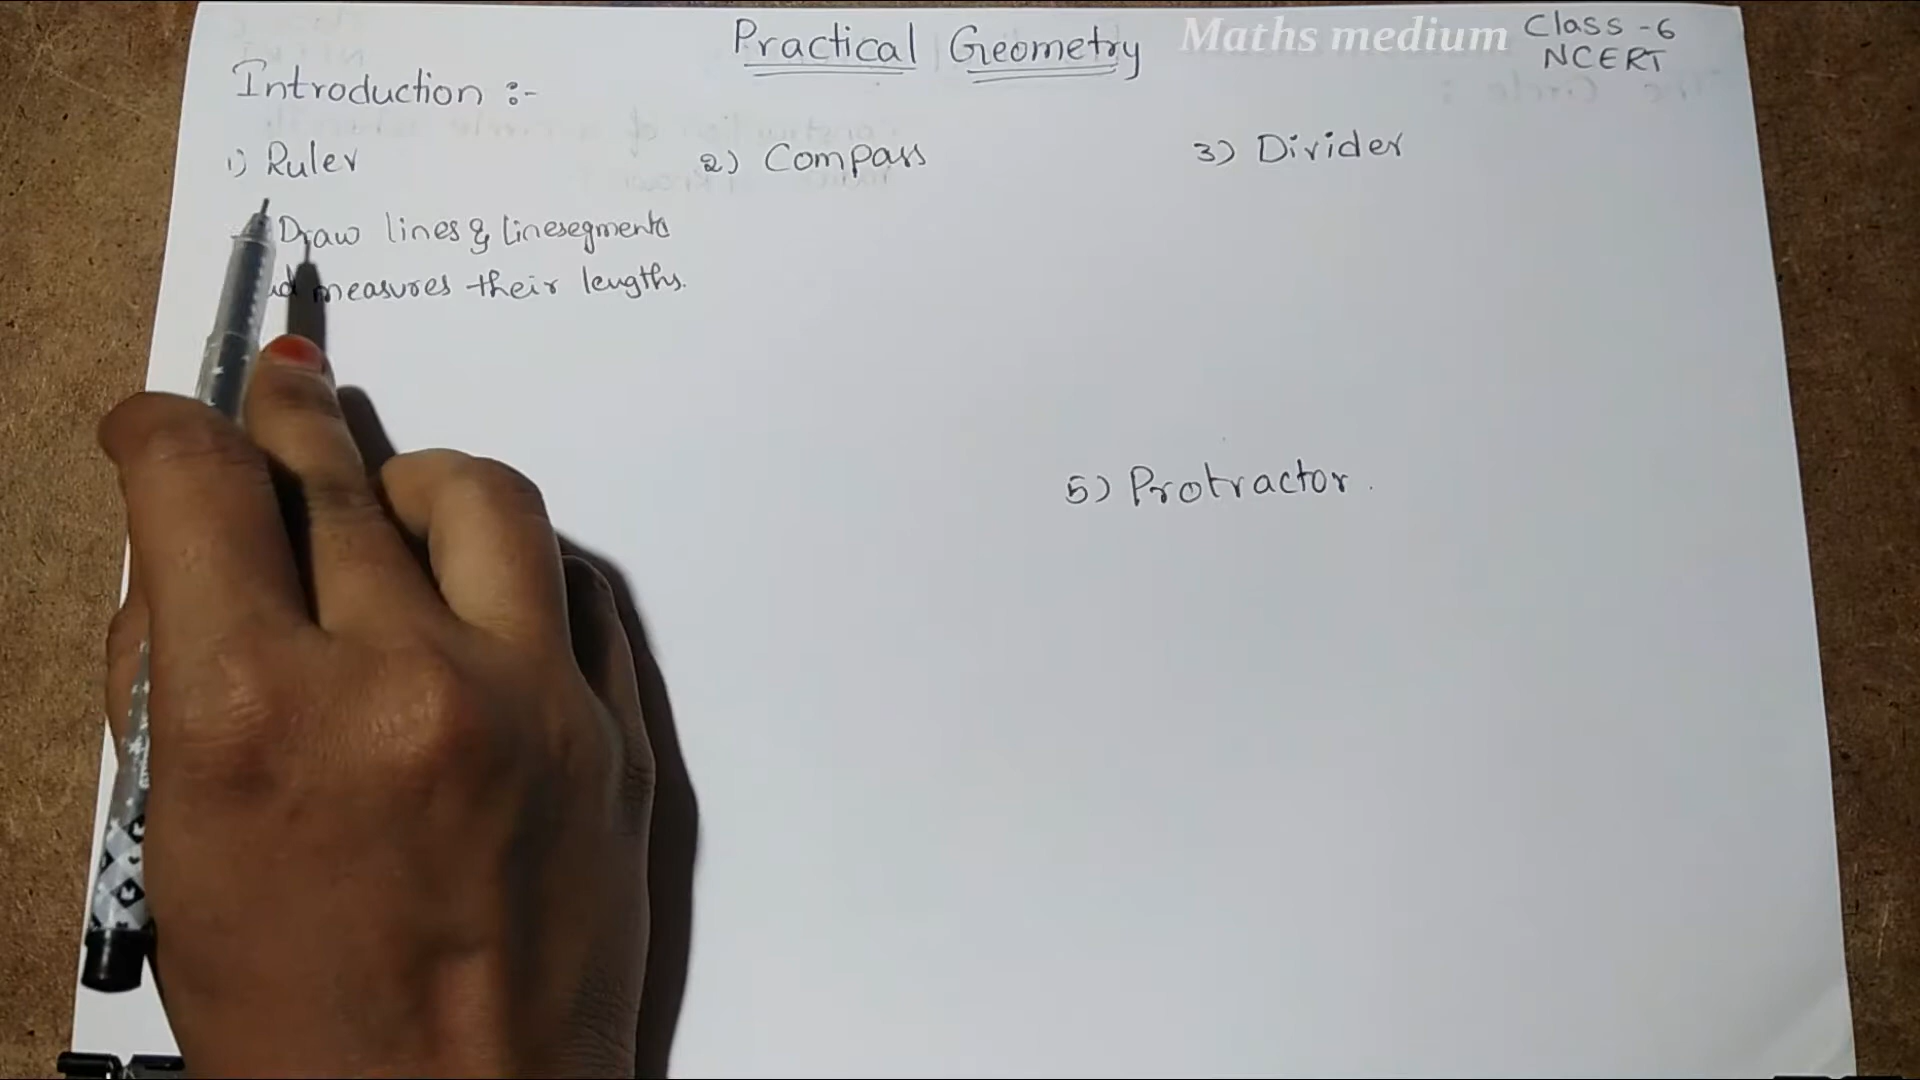 Practical Geometry
Maths medium
Class -6
NCERT
Introduction :-
1) Ruler
2) Compass
3) Divider
Draw lines & linesegments
measures their lengths.
5) Protractor.